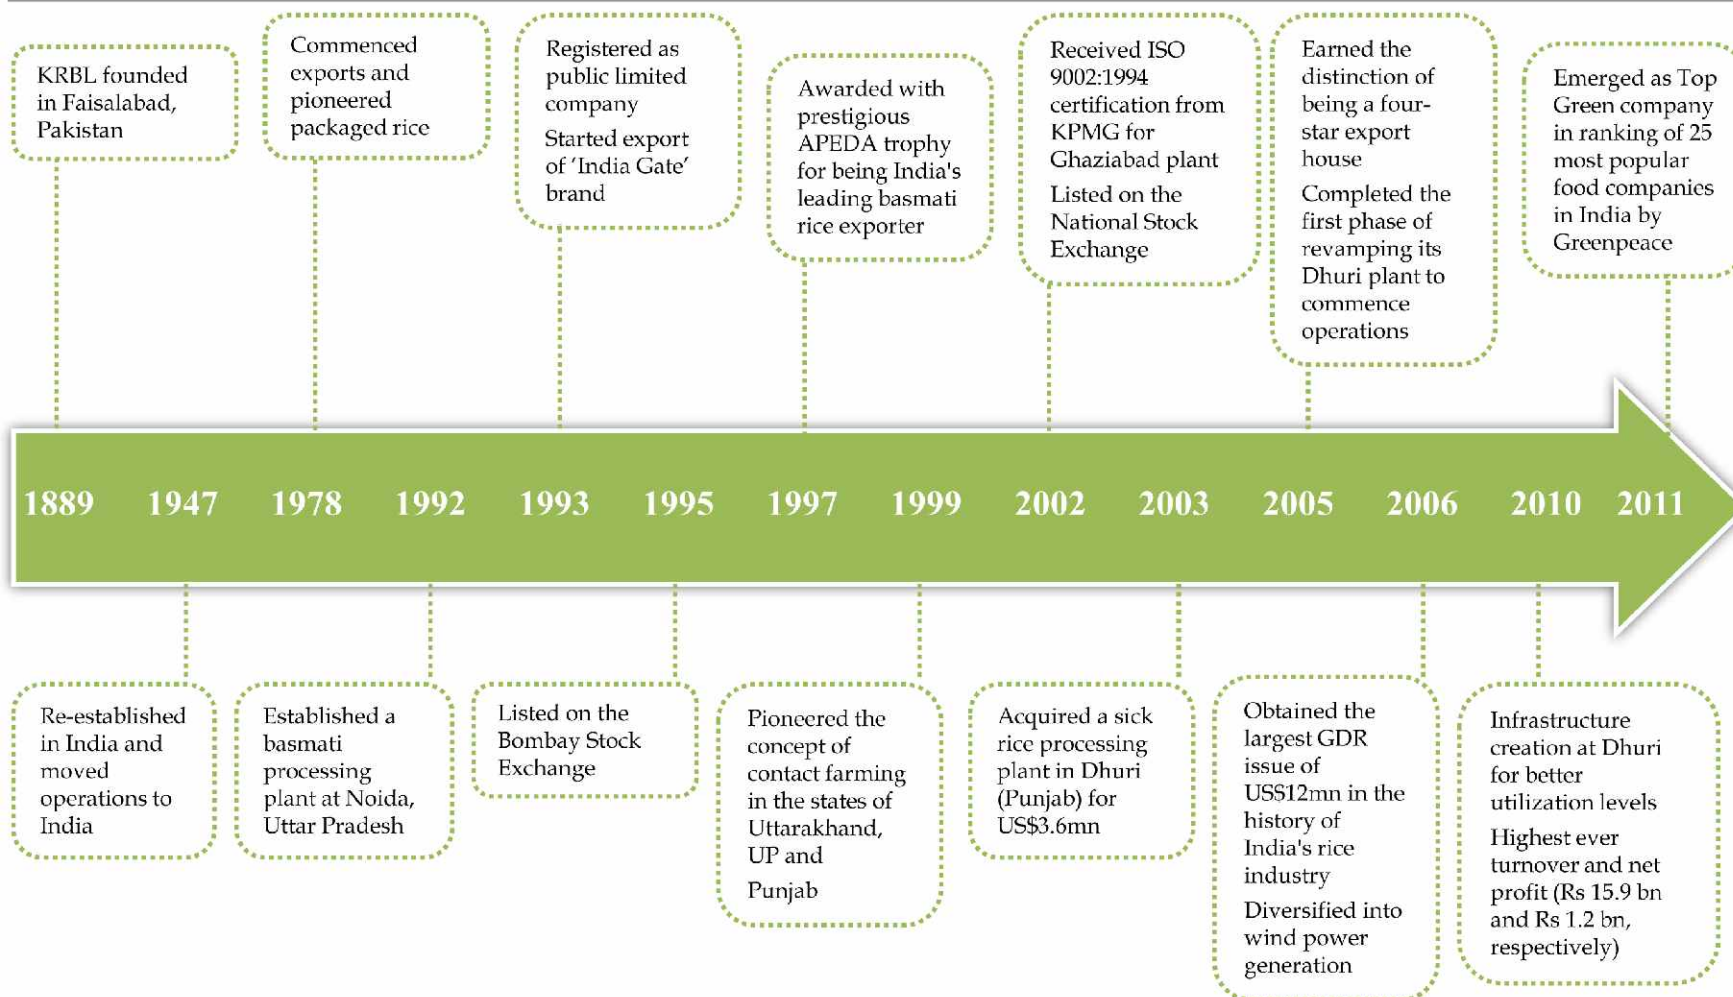 KRBL founded
in Faisalabad,
Pakistan
Commenced
exports and
pioneered
packaged rice
Registered as
public limited
company
Started export
of 'India Gate'
brand
Awarded with
prestigious
APEDA trophy
for being India's
leading basmati
rice exporter
Received ISO
9002:1994
certification from
KPMG for
Ghaziabad plant
Listed on the
National Stock
Exchange
Earned the
distinction of
being a four-
star export
house
Completed the
first phase of
revamping its
Dhuri plant to
commence
operations
Emerged as Top
Green company
in ranking of 25
most popular
food companies
in India by
Greenpeace
1889 1947 1978 1992 1993 1995 1997 1999 2002 2003 2005 2006 2010 2011
Re-established
in India and
moved
operations to
India
Established a
basmati
processing
plant at Noida,
Uttar Pradesh
Listed on the
Bombay Stock
Exchange
Pioneered the
concept of
contact farming
in the states of
Uttarakhand,
UP and
Punjab
Acquired a sick
rice processing
plant in Dhuri
(Punjab) for
US$3.6mn
Obtained the
largest GDR
issue of
US$12mn in the
history of
India's rice
industry
Diversified into
wind power
generation
Infrastructure
creation at Dhuri
for better
utilization levels
Highest ever
turnover and net
profit (Rs 15.9 bn
and Rs 1.2 bn,
respectively)